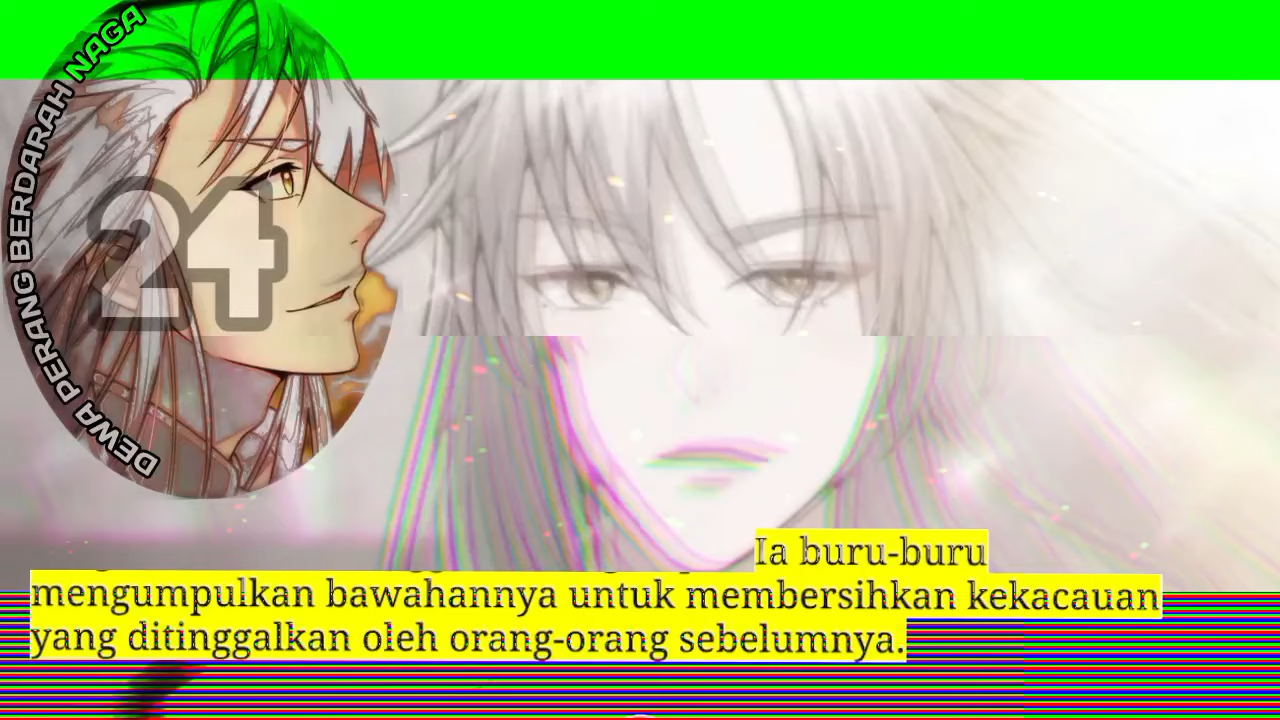 DEWA PERANG BERDARAH NAGA
24
Ia buru-buru
mengumpulkan bawahannya untuk membersihkan kekacauan
yang ditinggalkan oleh orang-orang sebelumnya.